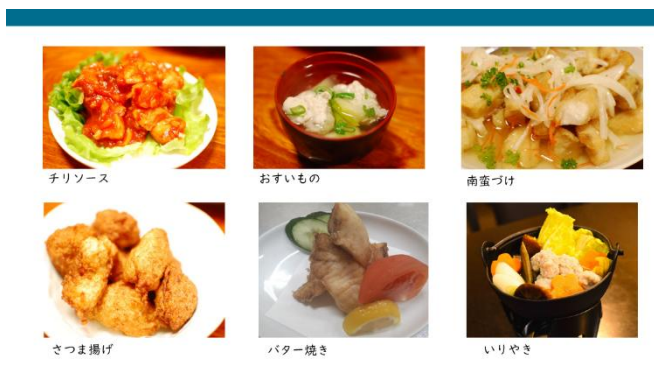 チリソース
おすいもの
南蛮づけ
さつま揚げ
バター焼き
いりやき